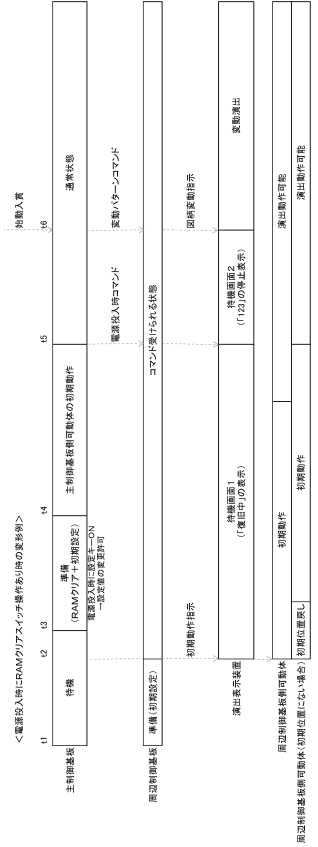 ＜電源投入時にRAMクリアスイッチ操作あり時の変形例＞
始動入賞
t1
t2
t3
t4
t5
t6
主制御基板
待機
準備
(RAMクリア＋初期設定)
主制御基板側可動体の初期動作
通常状態
電源投入時に設定キーON
→設定値の変更許可
電源投入時コマンド
変動パターンコマンド
周辺制御基板
準備(初期設定)
コマンド受けられる状態
初期動作指示
図柄変動指示
演出表示装置
待機画面1
(「復旧中」の表示)
待機画面2
(「123」の停止表示)
変動演出
周辺制御基板側可動体
初期動作
演出動作可能
周辺制御基板側可動体(初期位置にない場合)
初期位置戻し
初期動作
演出動作可能